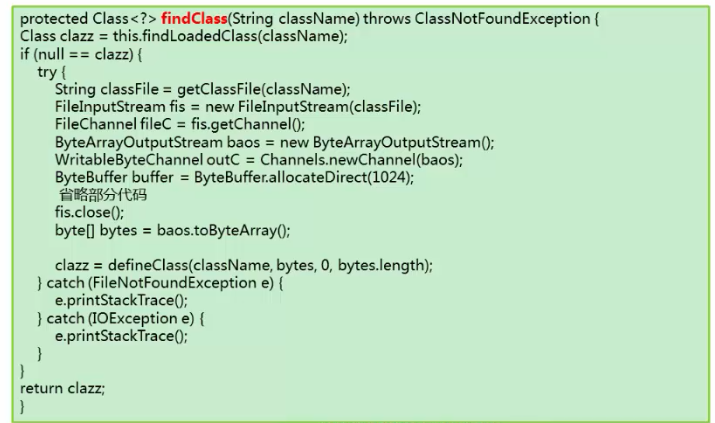 protected Class<?> findClass(String className) throws ClassNotFoundException {
Class clazz = this.findLoadedClass(className);
if (null == clazz) {
try {
String classFile = getClassFile(className);
FileInputStream fis = new FileInputStream(classFile);
FileChannel fileC = fis.getChannel();
ByteArrayOutputStream baos = new ByteArrayOutputStream();
WritableByteChannel outC = Channels.newChannel(baos);
ByteBuffer buffer = ByteBuffer.allocateDirect(1024);
省略部分代码
fis.close();
byte[] bytes = baos.toByteArray();
clazz = defineClass(className, bytes, 0, bytes.length);
} catch (FileNotFoundException e) {
e.printStackTrace();
} catch (IOException e) {
e.printStackTrace();
}
}
return clazz;
}